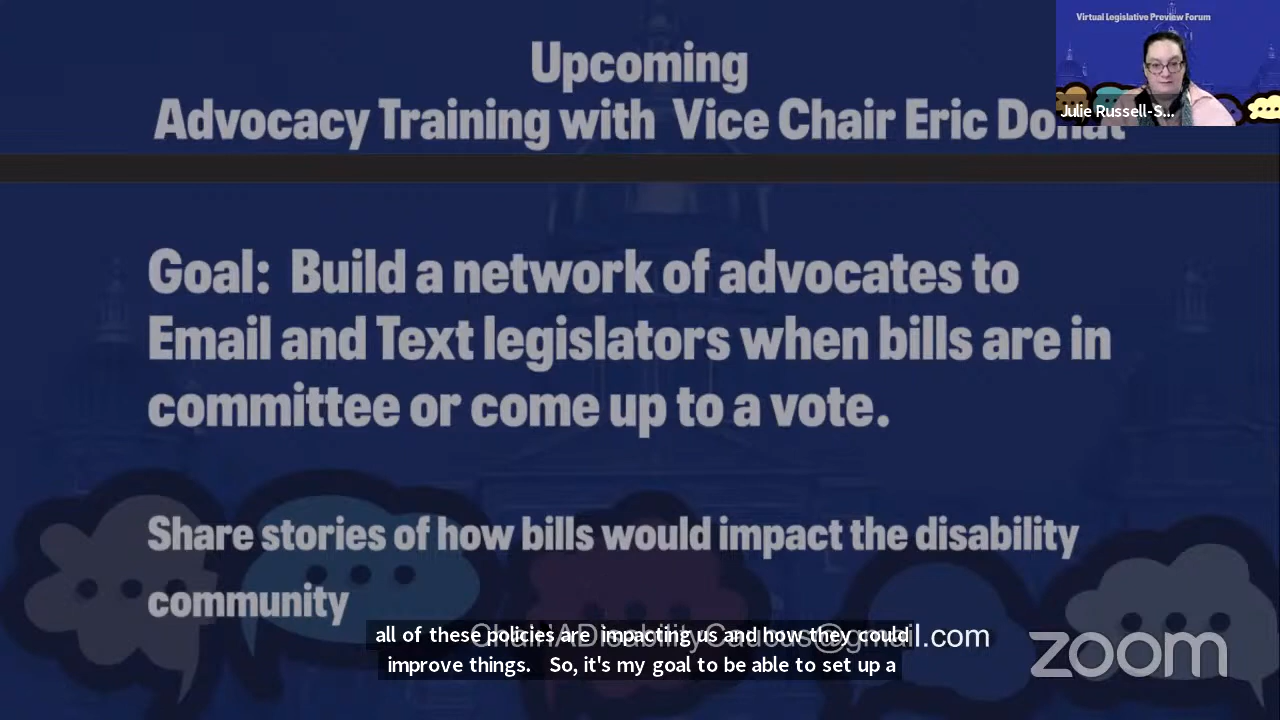 Virtual Legislative Preview Forum
Julie Russell-S...
Upcoming
Advocacy Training with Vice Chair Eric
Goal: Build a network of advocates to
Email and Text legislators when bills are in
committee or come up to a vote.
Share stories of how bills would impact the disability
community
ChairIADisabilityCaucus@gmail.com
all of these policies are impacting us and how they could
improve things. So, it's my goal to be able to set up a
zoom